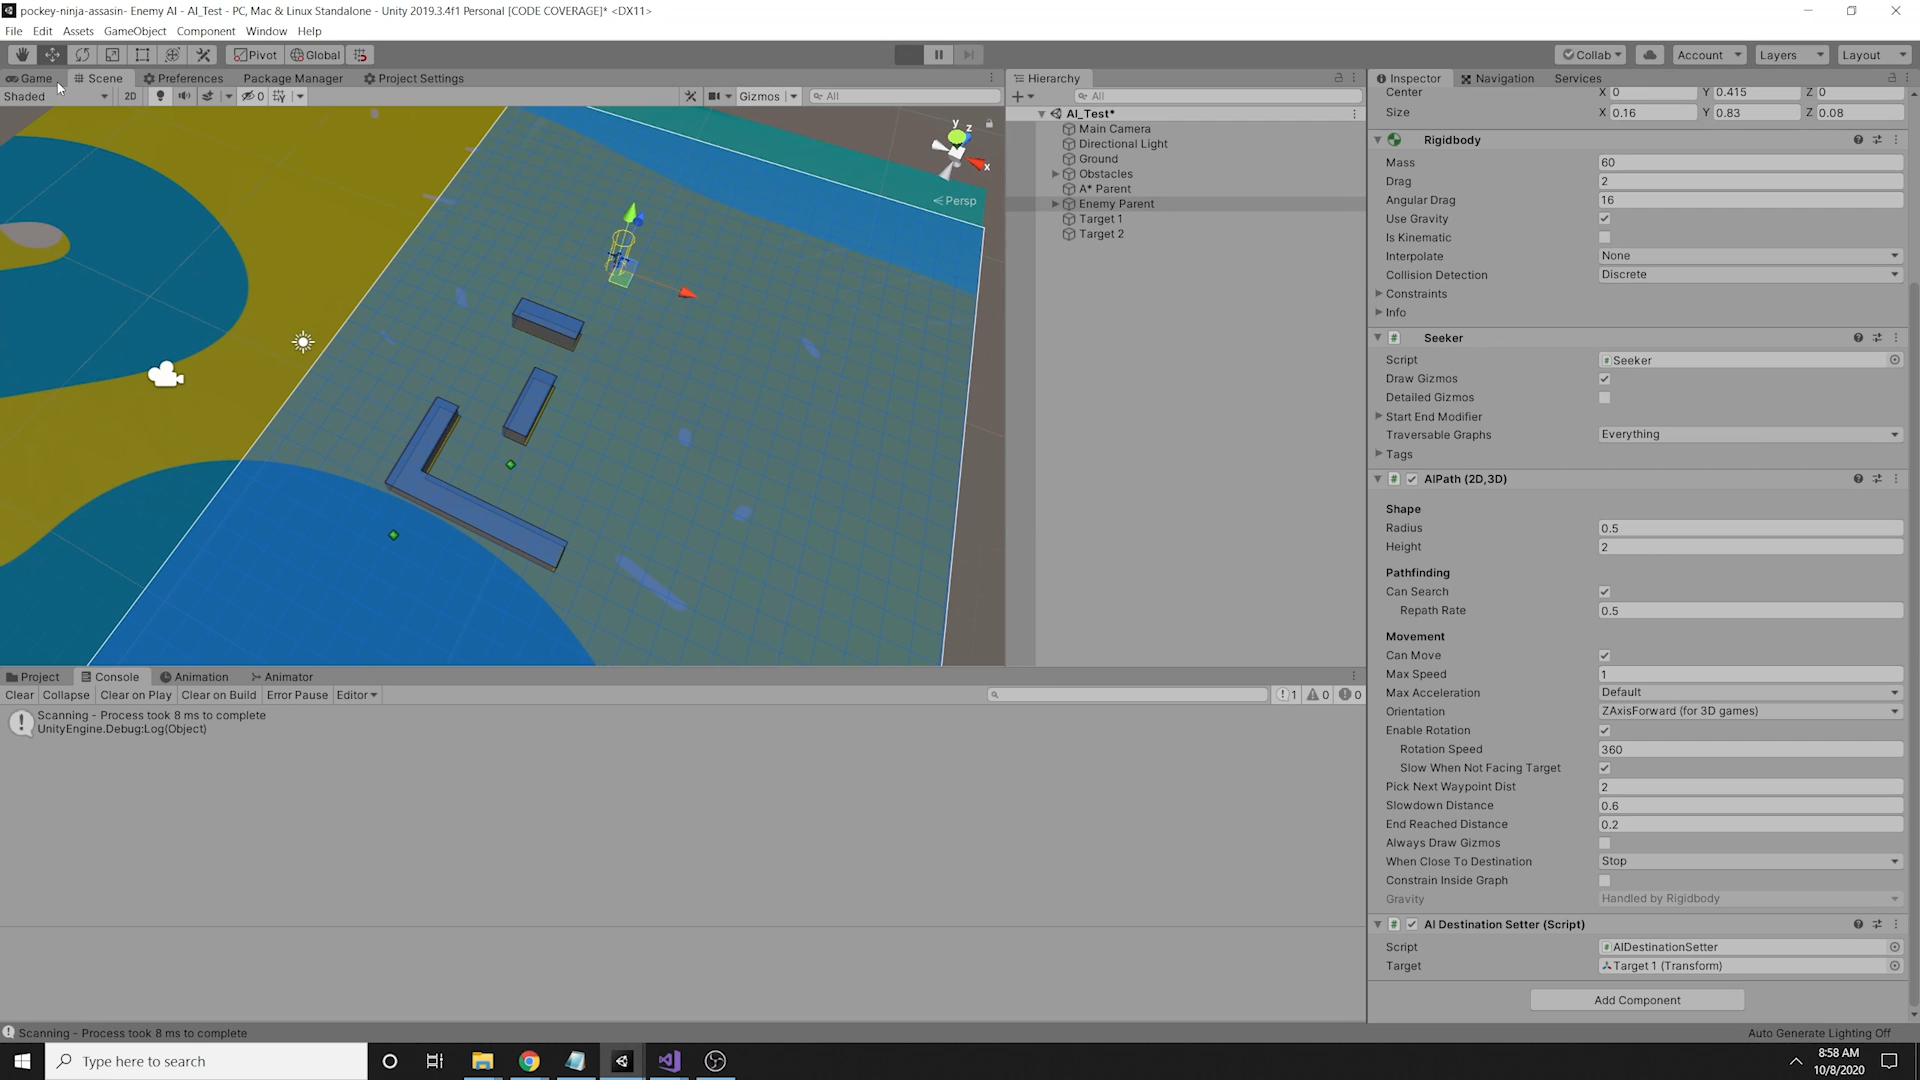 pockey-ninja-assasin- Enemy AI - AI_Test - PC, Mac & Linux Standalone - Unity 2019.3.4f1 Personal [CODE COVERAGE]* <DX11>
File Edit Assets GameObject Component Window Help
Pivot Global Collab Account Layers Layout
Game Scene Preferences Package Manager Project Settings
Shaded 2D 0 Gizmos All
y z x
Persp
Hierarchy
All
AI_Test*
Main Camera
Directional Light
Ground
Obstacles
A* Parent
Enemy Parent
Target 1
Target 2
Project Console Animation Animator
Clear Collapse Clear on Play Clear on Build Error Pause Editor 1 0 0
Scanning - Process took 8 ms to complete
UnityEngine.Debug:Log(Object)
Inspector Navigation Services
Center X 0 Y 0.415 Z 0
Size X 0.16 Y 0.83 Z 0.08
Rigidbody
Mass 60
Drag 2
Angular Drag 16
Use Gravity
Is Kinematic
Interpolate None
Collision Detection Discrete
Constraints
Info
Seeker
Script Seeker
Draw Gizmos
Detailed Gizmos
Start End Modifier
Traversable Graphs Everything
Tags
AIPath (2D,3D)
Shape
Radius 0.5
Height 2
Pathfinding
Can Search
Repath Rate 0.5
Movement
Can Move
Max Speed 1
Max Acceleration Default
Orientation ZAxisForward (for 3D games)
Enable Rotation
Rotation Speed 360
Slow When Not Facing Target
Pick Next Waypoint Dist 2
Slowdown Distance 0.6
End Reached Distance 0.2
Always Draw Gizmos
When Close To Destination Stop
Constrain Inside Graph
Gravity Handled by Rigidbody
AI Destination Setter (Script)
Script AIDestinationSetter
Target Target 1 (Transform)
Add Component
Scanning - Process took 8 ms to complete
Auto Generate Lighting Off
Type here to search
8:58 AM
10/8/2020